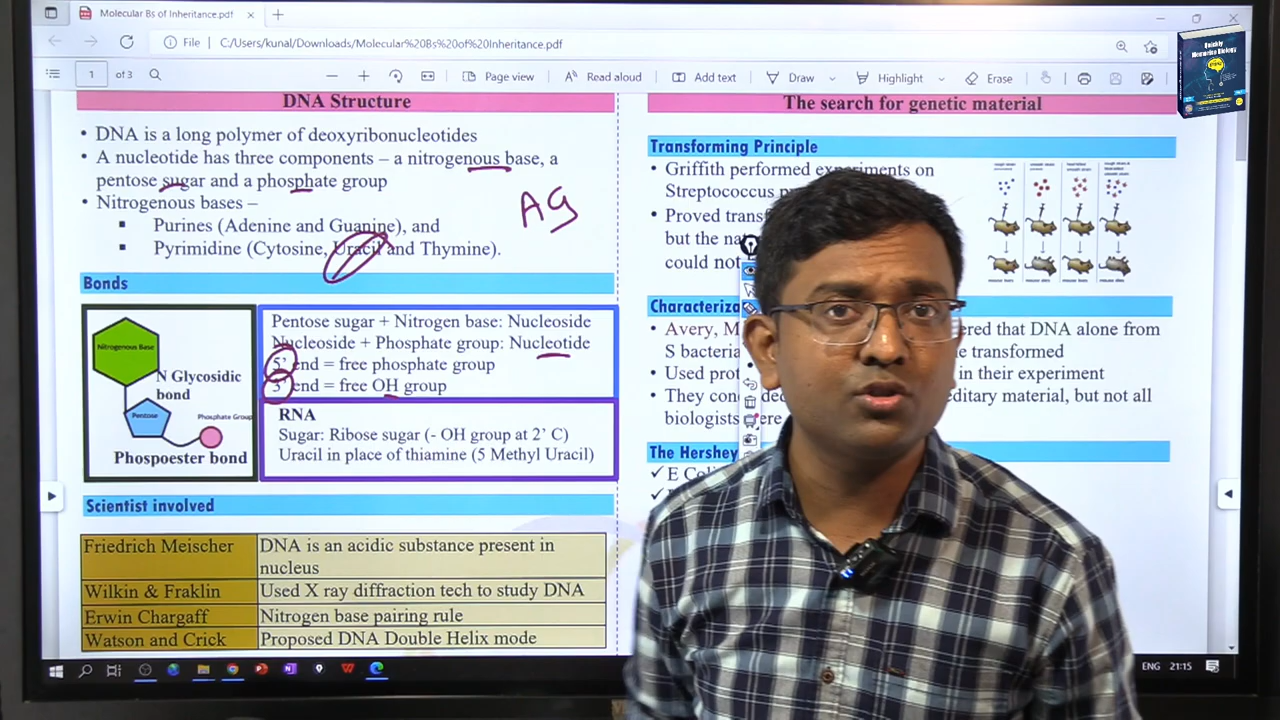 Molecular Bs of Inheritance.pdf
File
C:/Users/kunal/Downloads/Molecular%20Bs%20of%20Inheritance.pdf
1 of 3
Page view
Read aloud
Add text
Draw
Highlight
Erase
Quickly
Memorise Biology
DNA Structure
• DNA is a long polymer of deoxyribonucleotides
• A nucleotide has three components – a nitrogenous base, a
pentose sugar and a phosphate group
• Nitrogenous bases –
Purines (Adenine and Guanine), and
Pyrimidine (Cytosine, Uracil and Thymine).
AG
Bonds
Nitrogenous Base
N Glycosidic
bond
Pentose
Phosphate Group
Phospoester bond
Pentose sugar + Nitrogen base: Nucleoside
Nucleoside + Phosphate group: Nucleotide
5' end = free phosphate group
3' end = free OH group
RNA
Sugar: Ribose sugar (- OH group at 2' C)
Uracil in place of thiamine (5 Methyl Uracil)
Scientist involved
Friedrich Meischer DNA is an acidic substance present in
nucleus
Wilkin & Fraklin Used X ray diffraction tech to study DNA
Erwin Chargaff Nitrogen base pairing rule
Watson and Crick Proposed DNA Double Helix mode
The search for genetic material
Transforming Principle
• Griffith performed experiments on
Streptococcus
• Proved
but the
could not
• Avery, ered that DNA alone from
S bacteria transformed
• Used in their experiment
• They reditary material, but not all
biologists were
The Hershey
✓ E Coli
ENG 21:15